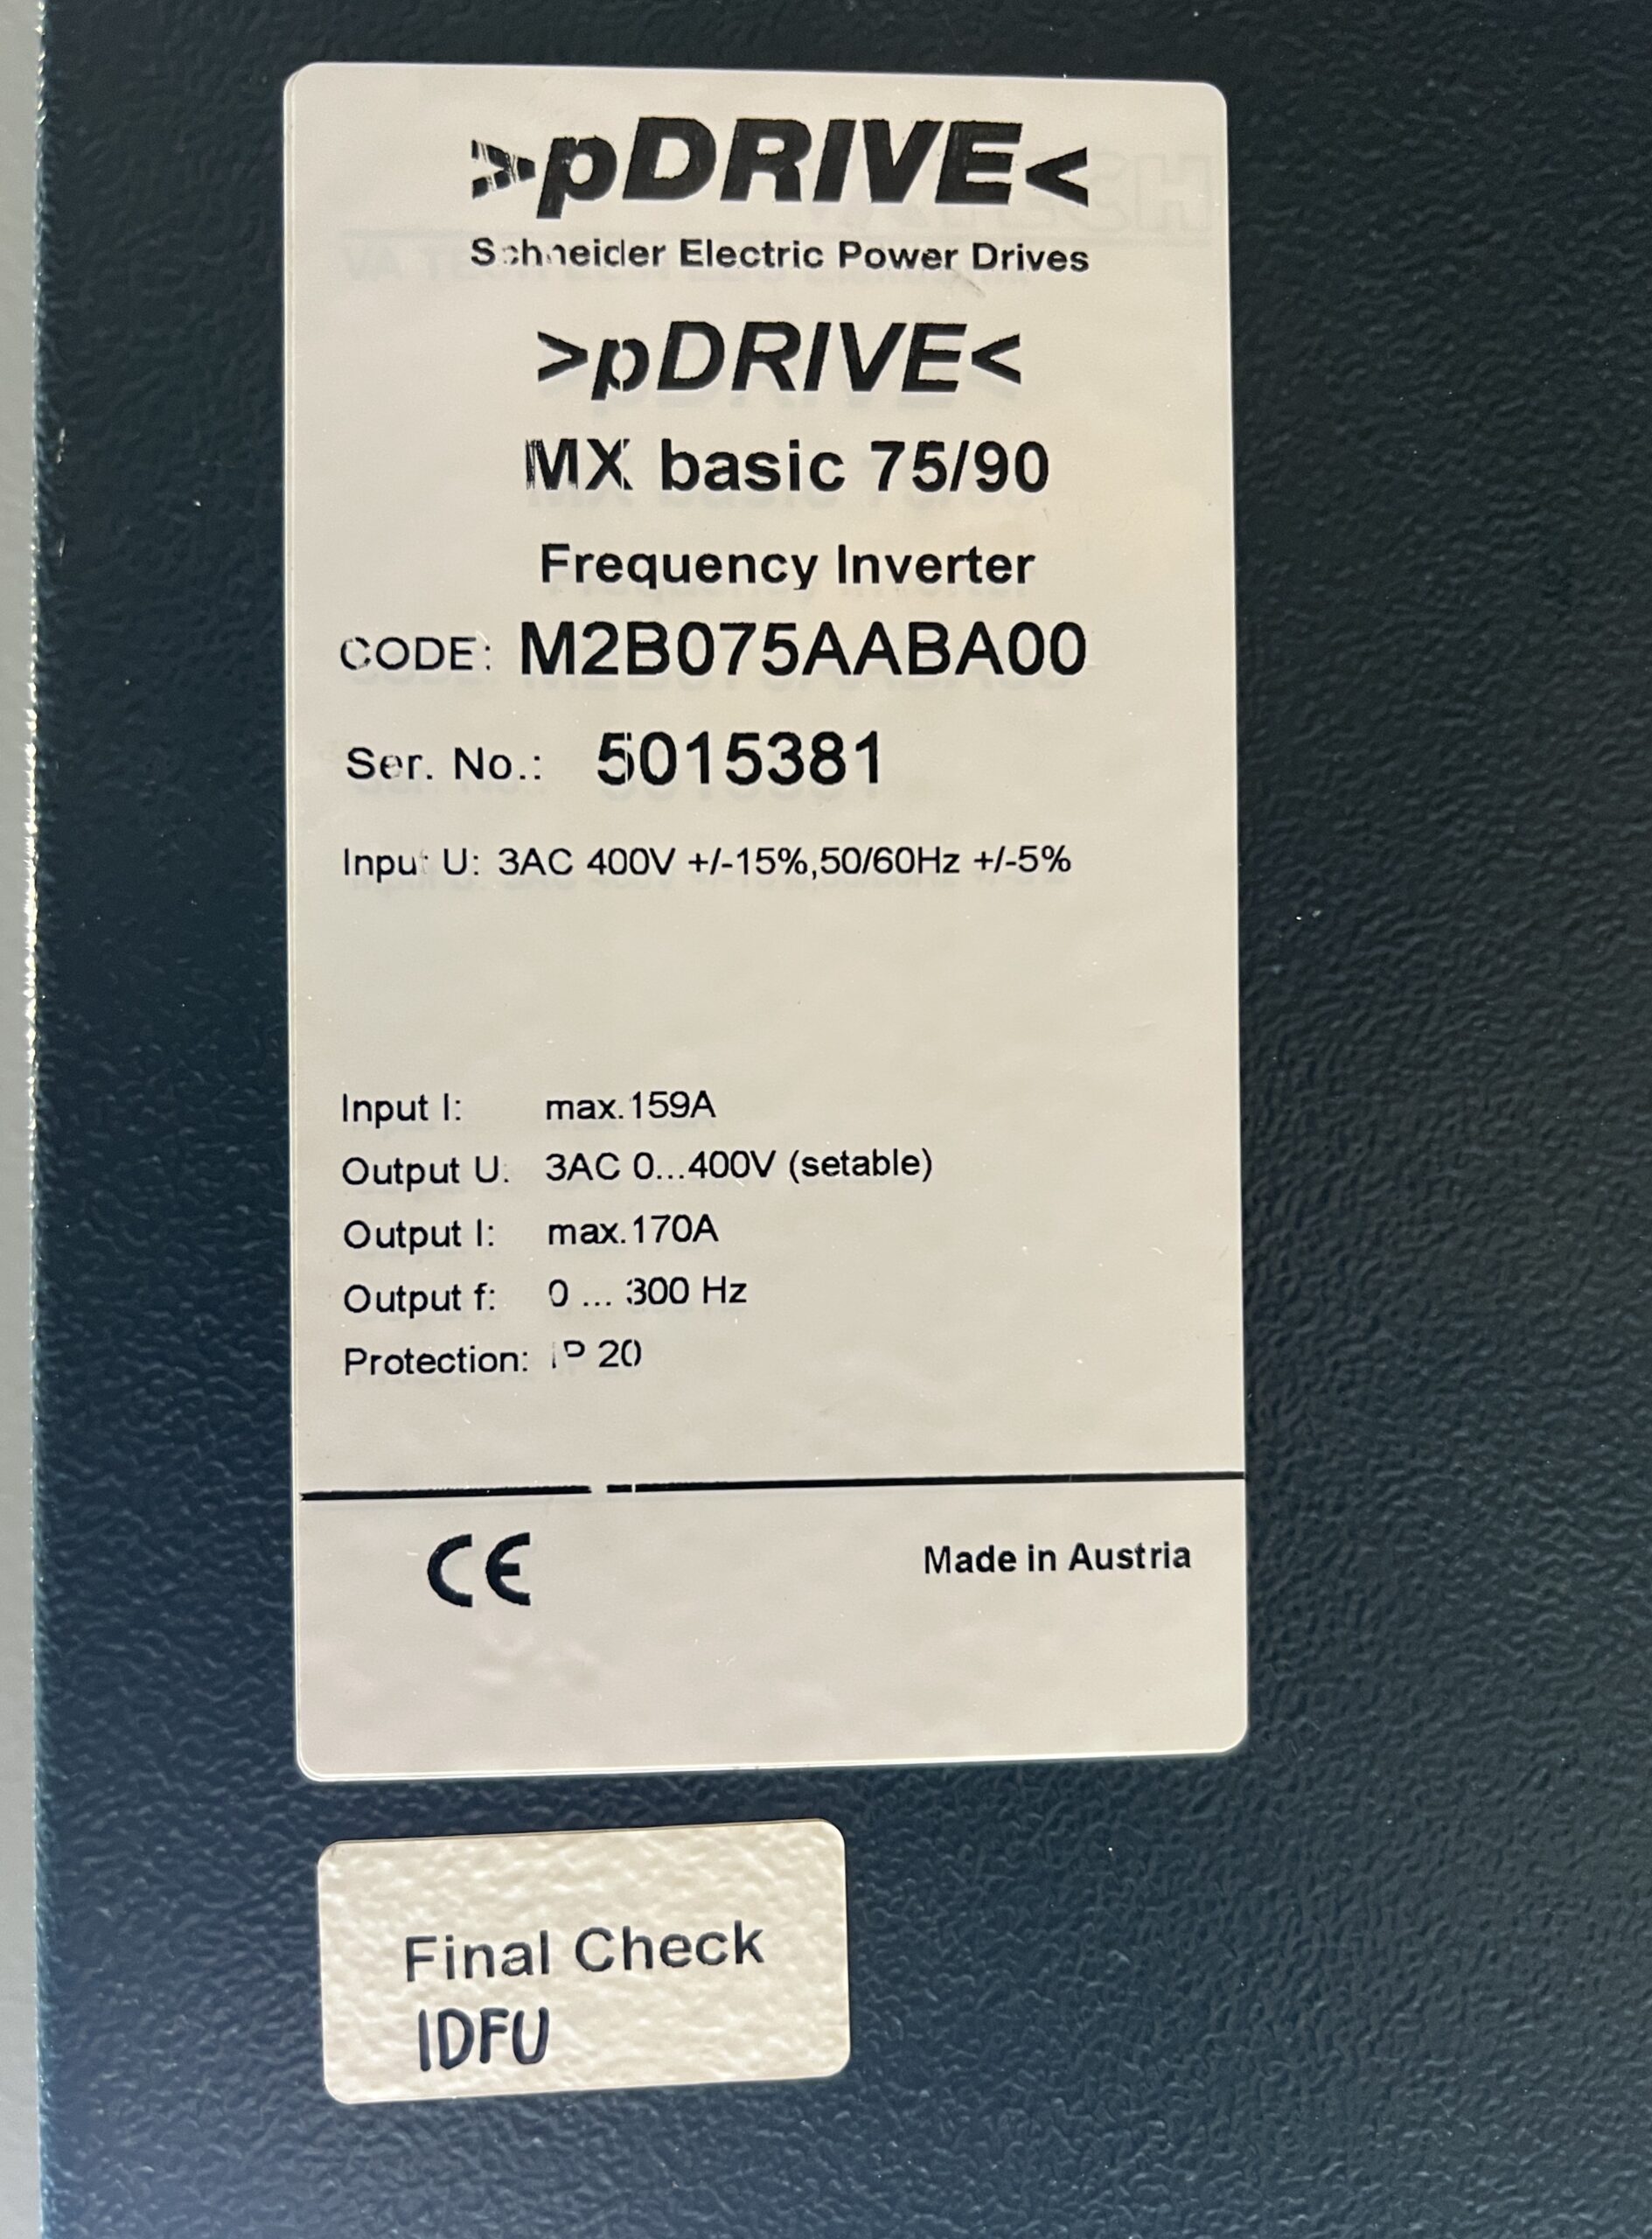 >pDRIVE<
Schneider Electric Power Drives
>pDRIVE<
MX basic 75/90
Frequency Inverter
CODE: M2B075AABA00
Ser. No.: 5015381
Input U: 3AC 400V +/-15%,50/60Hz +/-5%
Input I: max.159A
Output U: 3AC 0...400V (setable)
Output I: max.170A
Output f: 0 ... 300 Hz
Protection: IP 20
CE Made in Austria
Final Check
IDFU